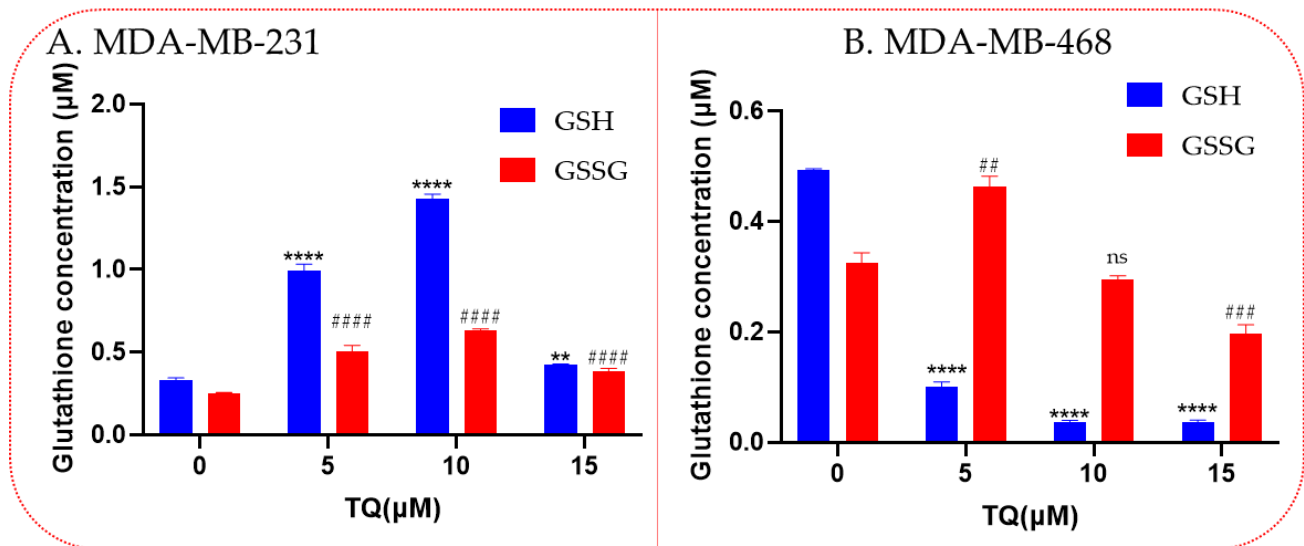 A. MDA-MB-231
Glutathione concentration (µM)
2.0
1.5
1.0
0.5
0.0
GSH
GSSG
****
####
****
####
**
####
0 5 10 15
TQ(µM)
B. MDA-MB-468
Glutathione concentration (µM)
0.6
0.4
0.2
0.0
GSH
GSSG
****
##
****
ns
****
###
0 5 10 15
TQ(µM)